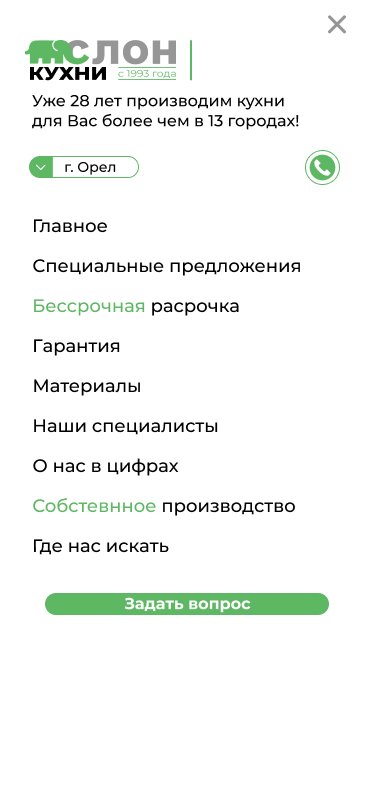 СЛОН
КУХНИ
с 1993 года
Уже 28 лет производим кухни
для Вас более чем в 13 городах!
г. Орел
Главное
Специальные предложения
Бессрочная расрочка
Гарантия
Материалы
Наши специалисты
О нас в цифрах
Собстевнное производство
Где нас искать
Задать вопрос